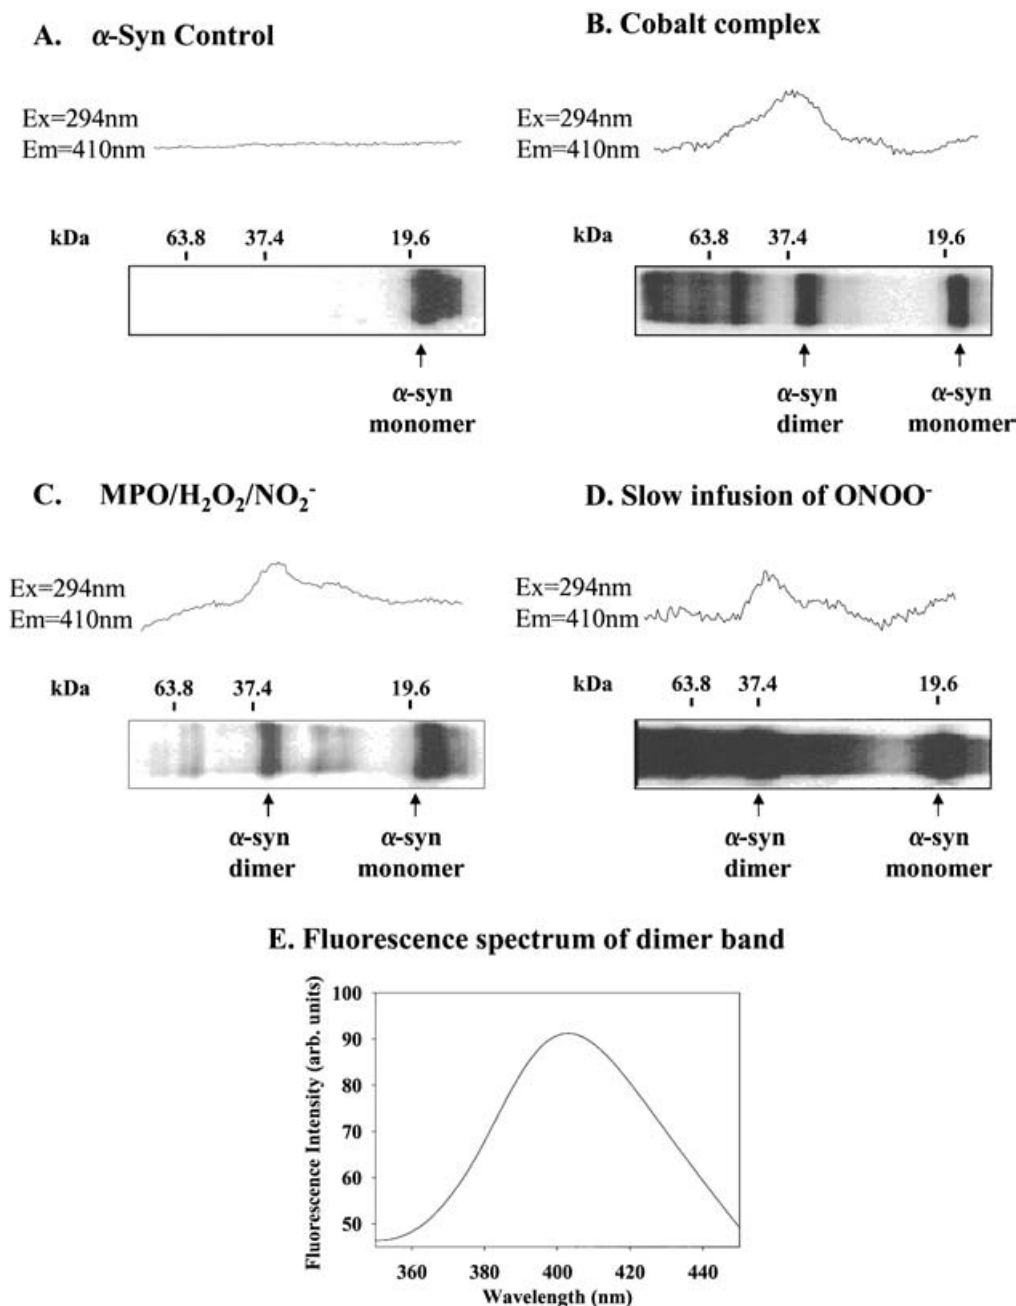 A. α-Syn Control
Ex=294nm
Em=410nm
kDa 63.8 37.4 19.6
α-syn
monomer
B. Cobalt complex
Ex=294nm
Em=410nm
kDa 63.8 37.4 19.6
α-syn
dimer
α-syn
monomer
C. MPO/H₂O₂/NO₂⁻
Ex=294nm
Em=410nm
kDa 63.8 37.4 19.6
α-syn
dimer
α-syn
monomer
D. Slow infusion of ONOO⁻
Ex=294nm
Em=410nm
kDa 63.8 37.4 19.6
α-syn
dimer
α-syn
monomer
E. Fluorescence spectrum of dimer band
Fluorescence Intensity (arb. units)
100
90
80
70
60
50
360 380 400 420 440
Wavelength (nm)